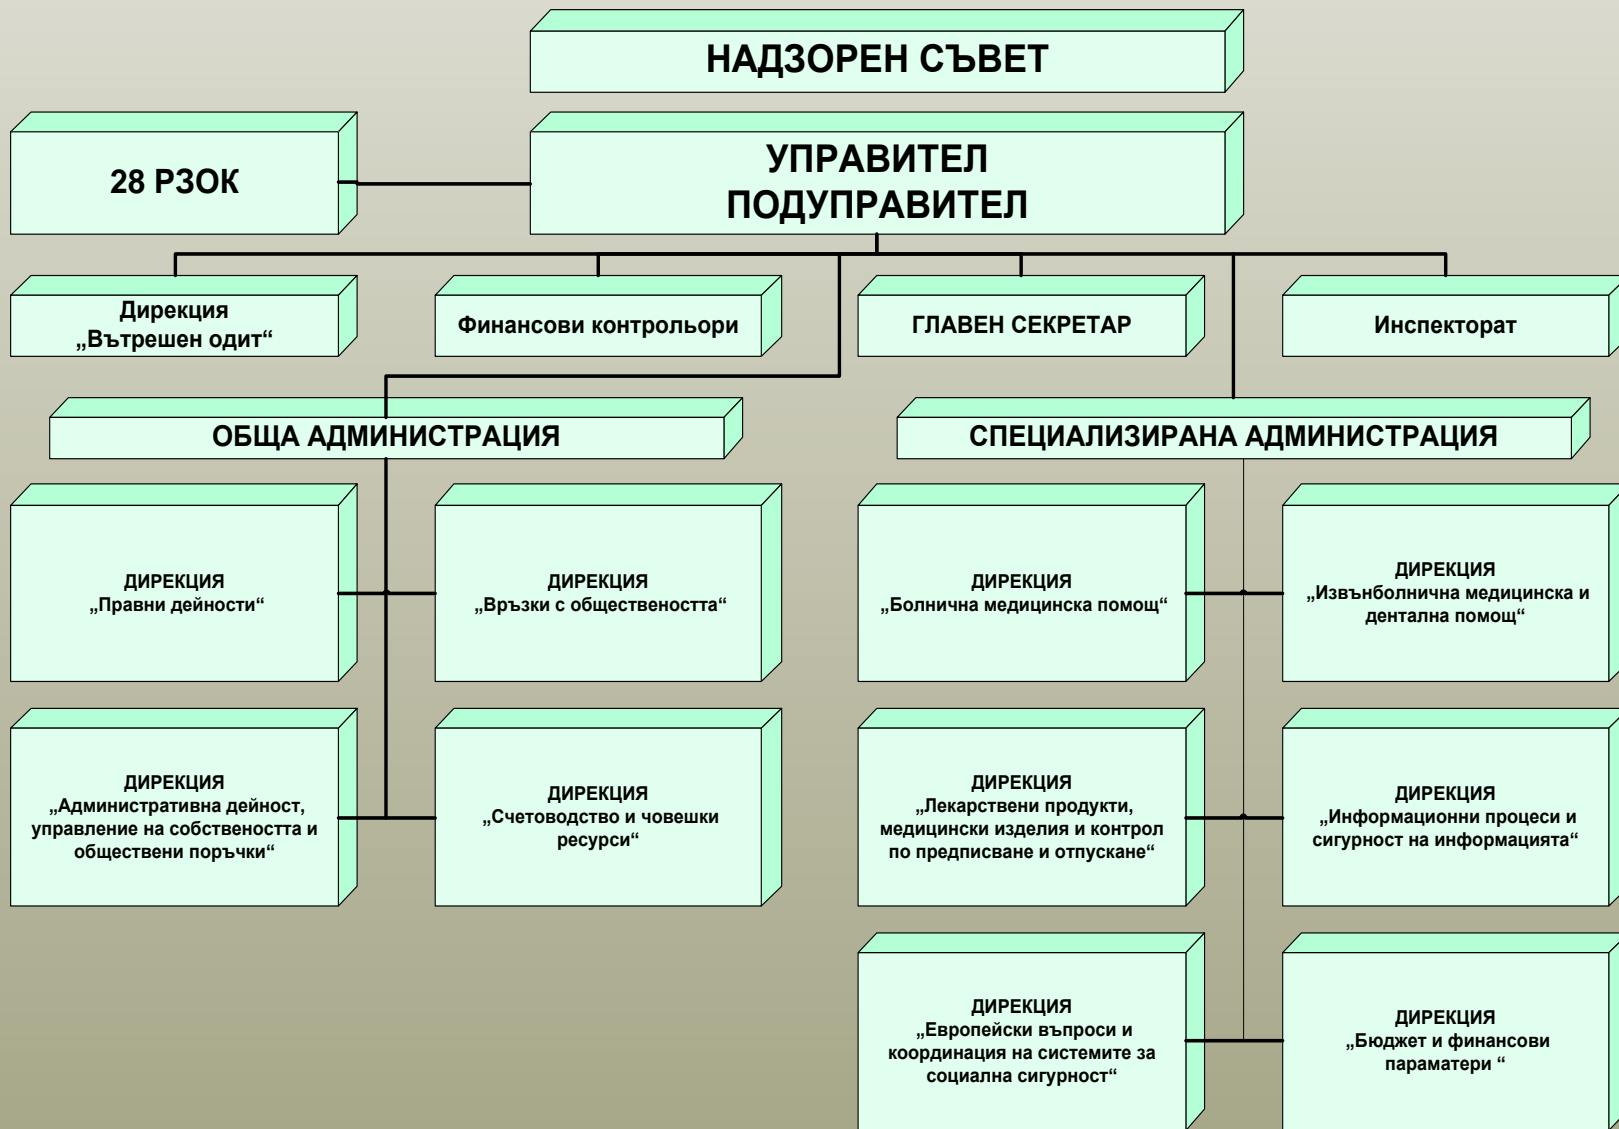 НАДЗОРЕН СЪВЕТ
28 РЗОК
УПРАВИТЕЛ
ПОДУПРАВИТЕЛ
Дирекция
„Вътрешен одит“
Финансови контрольори
ГЛАВЕН СЕКРЕТАР
Инспекторат
ОБЩА АДМИНИСТРАЦИЯ
СПЕЦИАЛИЗИРАНА АДМИНИСТРАЦИЯ
ДИРЕКЦИЯ
„Правни дейности“
ДИРЕКЦИЯ
„Връзки с обществеността“
ДИРЕКЦИЯ
„Болнична медицинска помощ“
ДИРЕКЦИЯ
„Извънболнична медицинска и
дентална помощ“
ДИРЕКЦИЯ
„Административна дейност,
управление на собствеността и
обществени поръчки“
ДИРЕКЦИЯ
„Счетоводство и човешки
ресурси“
ДИРЕКЦИЯ
„Лекарствени продукти,
медицински изделия и контрол
по предписване и отпускане“
ДИРЕКЦИЯ
„Информационни процеси и
сигурност на информацията“
ДИРЕКЦИЯ
„Европейски въпроси и
координация на системите за
социална сигурност“
ДИРЕКЦИЯ
„Бюджет и финансови
параматери “